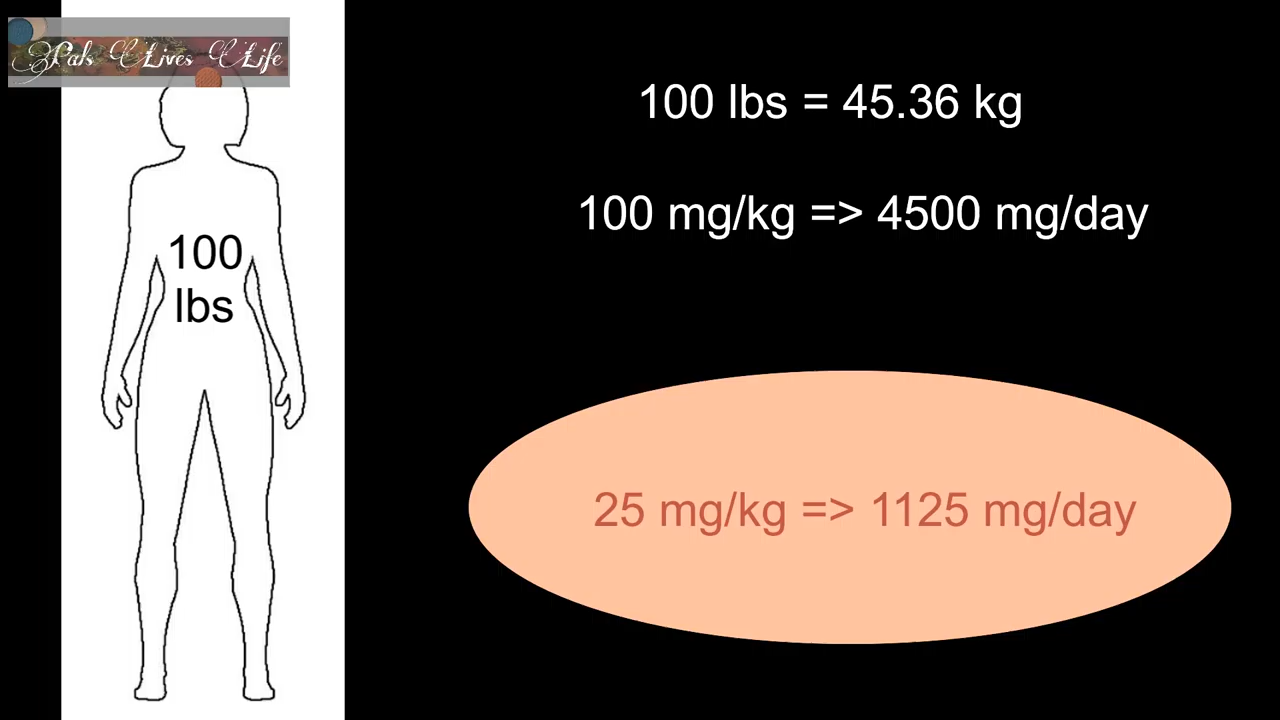 Pals Lives Life
100 lbs = 45.36 kg
100 mg/kg => 4500 mg/day
100
lbs
25 mg/kg => 1125 mg/day